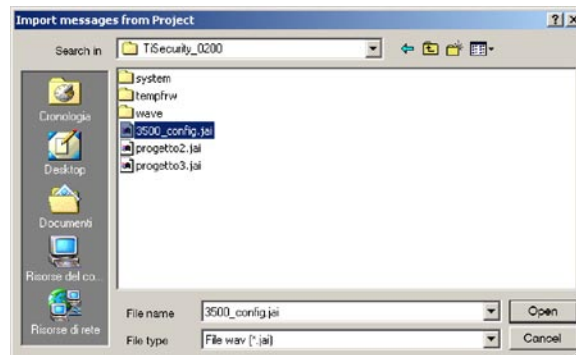 Import messages from Project
Search in TiSecurity_0200
system
tempfrw
wave
3500_config.jai
progetto2.jai
progetto3.jai
Cronologia
Desktop
Documenti
Risorse del co...
Risorse di rete
File name 3500_config.jai Open
File type File wav (*.jai) Cancel